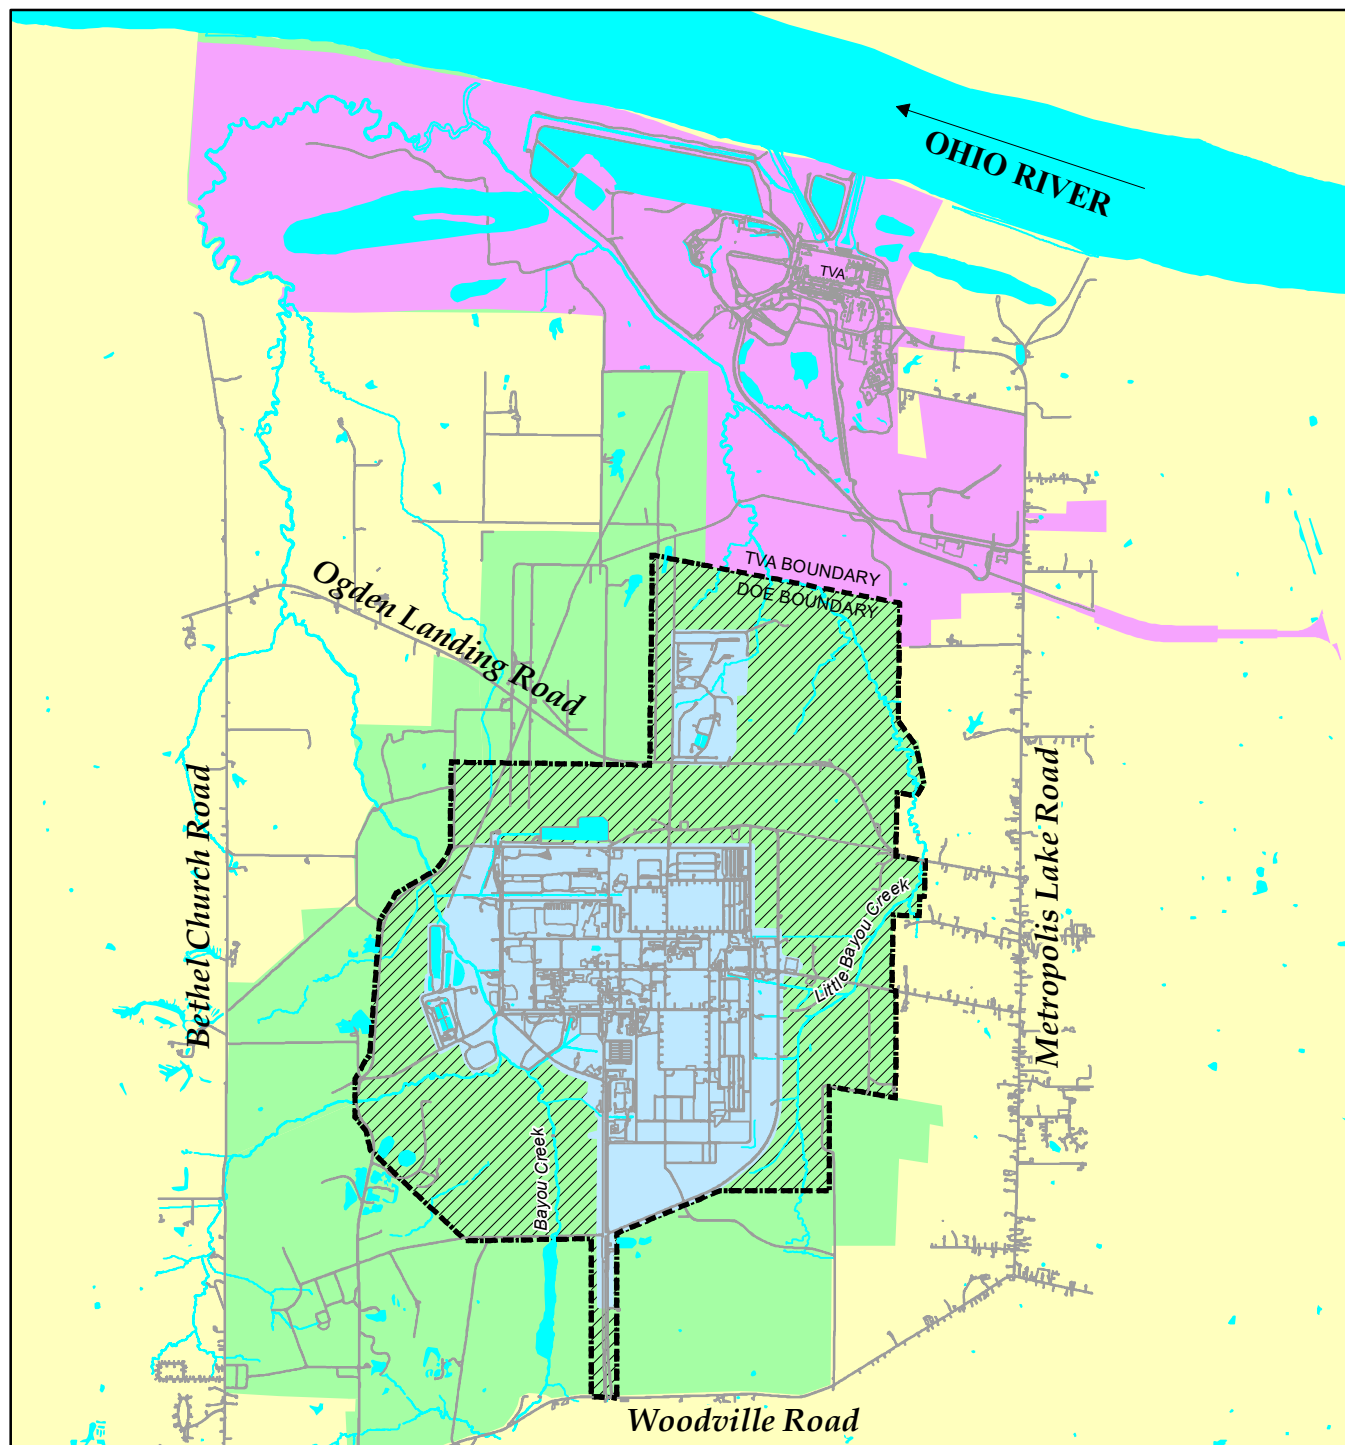 OHIO RIVER
TVA
TVA BOUNDARY
DOE BOUNDARY
Ogden Landing Road
Bethel Church Road
Metropolis Lake Road
Little Bayou Creek
Bayou Creek
Woodville Road